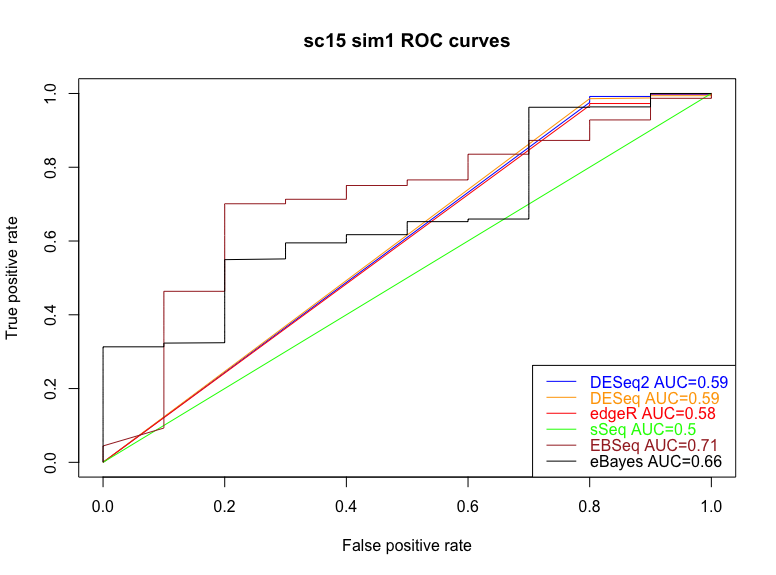 sc15 sim1 ROC curves
True positive rate
1.0
0.8
0.6
0.4
0.2
0.0
DESeq2 AUC=0.59
DESeq AUC=0.59
edgeR AUC=0.58
sSeq AUC=0.5
EBSeq AUC=0.71
eBayes AUC=0.66
0.0 0.2 0.4 0.6 0.8 1.0
False positive rate